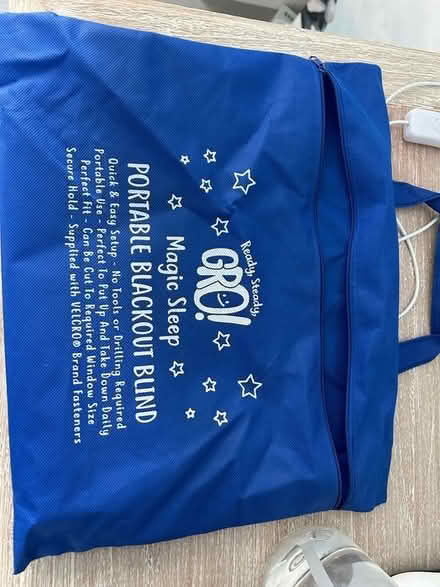 Ready, Steady,
GRO!
Magic Sleep
PORTABLE BLACKOUT BLIND
Quick & Easy Setup - No Tools or Drilling Required
Portable Use - Perfect To Put Up And Take Down Daily
Perfect Fit - Can Be Cut To Required Window Size
Secure Hold - Supplied with VELCRO® Brand Fasteners